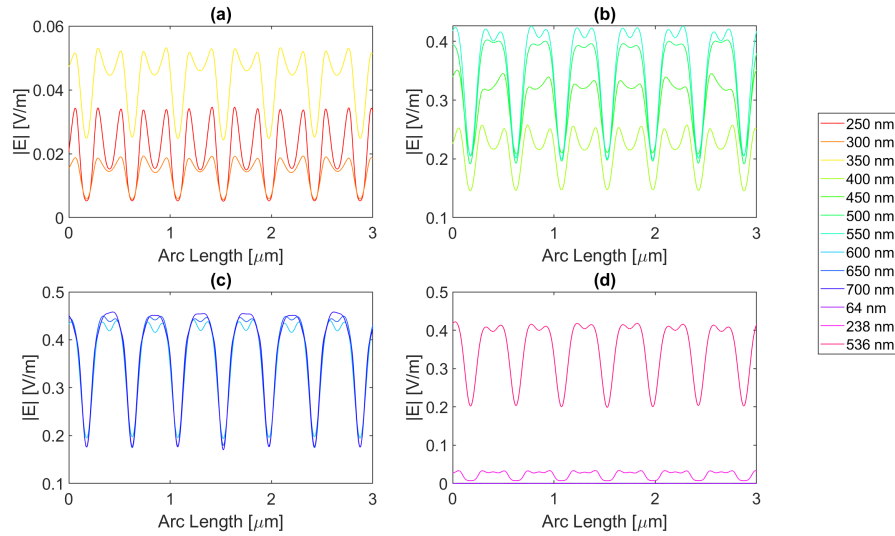 (a)
0.06
0.04
0.02
0
|E| [V/m]
0
1
2
3
Arc Length [μm]
(b)
0.4
0.3
0.2
0.1
|E| [V/m]
0
1
2
3
Arc Length [μm]
(c)
0.5
0.4
0.3
0.2
0.1
|E| [V/m]
0
1
2
3
Arc Length [μm]
(d)
0.5
0.4
0.3
0.2
0.1
0
|E| [V/m]
0
1
2
3
Arc Length [μm]
250 nm
300 nm
350 nm
400 nm
450 nm
500 nm
550 nm
600 nm
650 nm
700 nm
64 nm
238 nm
536 nm